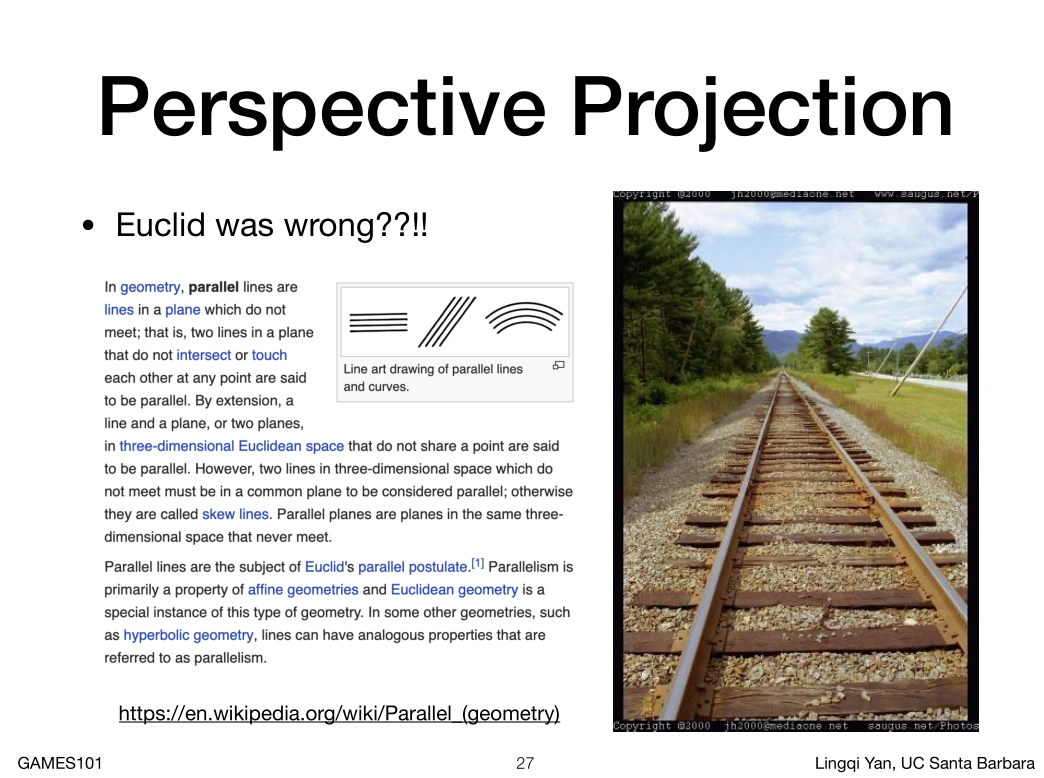 Perspective Projection
• Euclid was wrong??!!
In geometry, parallel lines are
lines in a plane which do not
meet; that is, two lines in a plane
that do not intersect or touch
each other at any point are said
to be parallel. By extension, a
line and a plane, or two planes,
in three-dimensional Euclidean space that do not share a point are said
to be parallel. However, two lines in three-dimensional space which do
not meet must be in a common plane to be considered parallel; otherwise
they are called skew lines. Parallel planes are planes in the same three-
dimensional space that never meet.
Parallel lines are the subject of Euclid's parallel postulate.[1] Parallelism is
primarily a property of affine geometries and Euclidean geometry is a
special instance of this type of geometry. In some other geometries, such
as hyperbolic geometry, lines can have analogous properties that are
referred to as parallelism.
Line art drawing of parallel lines
and curves.
https://en.wikipedia.org/wiki/Parallel_(geometry)
Copyright ©2000 jh2000@mediaone.net www.saugus.net/P
Copyright ©2000 jh2000@mediaone.net saugus.net/Photos
GAMES101
27
Lingqi Yan, UC Santa Barbara